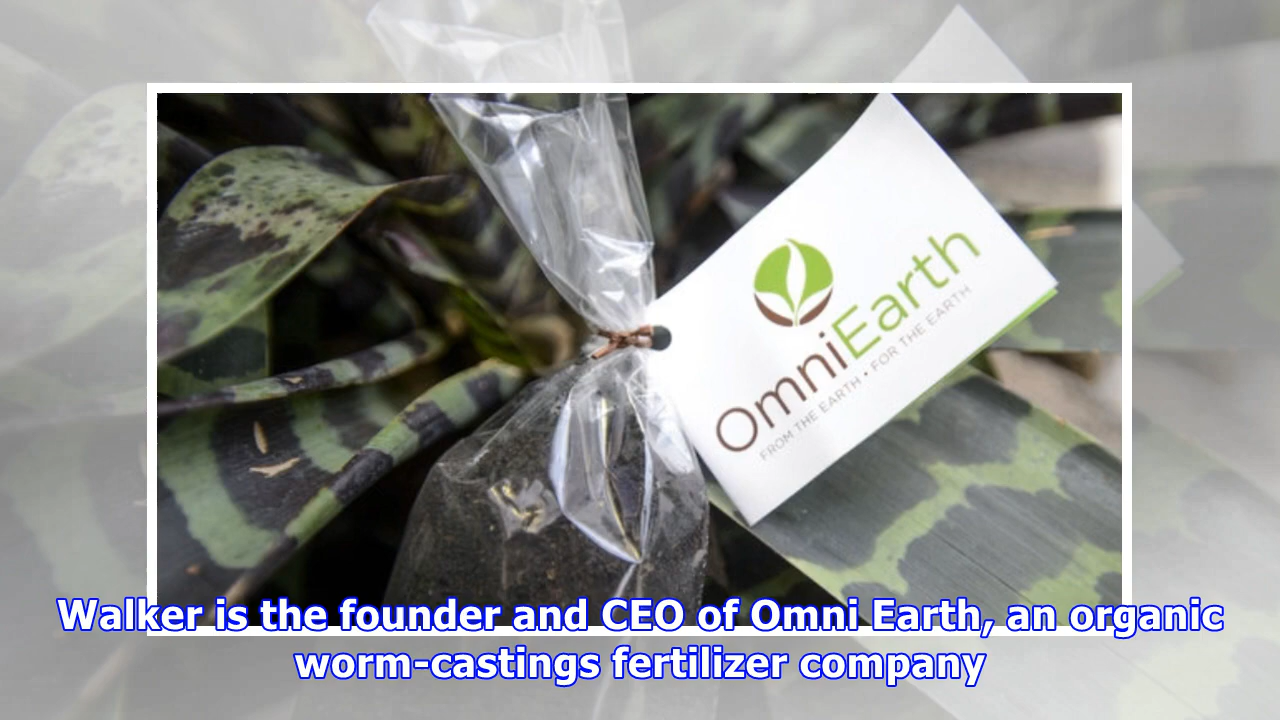 OmniEarth
FROM THE EARTH • FOR THE EARTH
Walker is the founder and CEO of Omni Earth, an organic
worm-castings fertilizer company